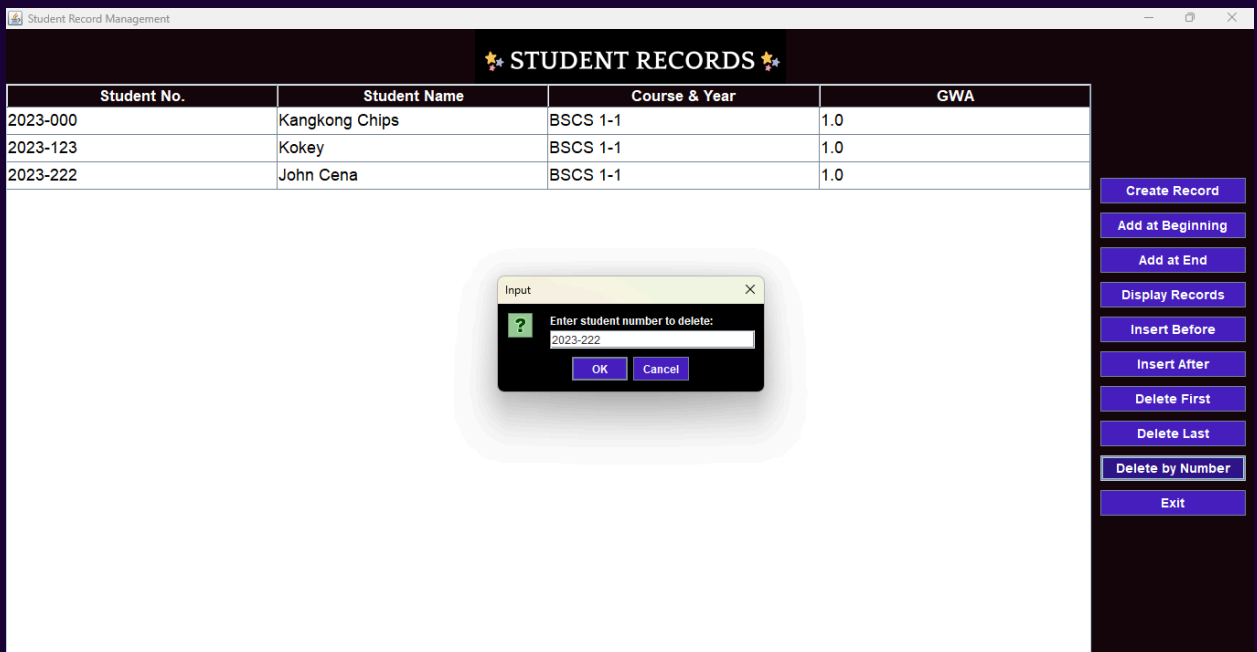 Student Record Management
STUDENT RECORDS
Student No. Student Name Course & Year GWA
2023-000 Kangkong Chips BSCS 1-1 1.0
2023-123 Kokey BSCS 1-1 1.0
2023-222 John Cena BSCS 1-1 1.0
Input
? Enter student number to delete:
2023-222
OK Cancel
Create Record
Add at Beginning
Add at End
Display Records
Insert Before
Insert After
Delete First
Delete Last
Delete by Number
Exit